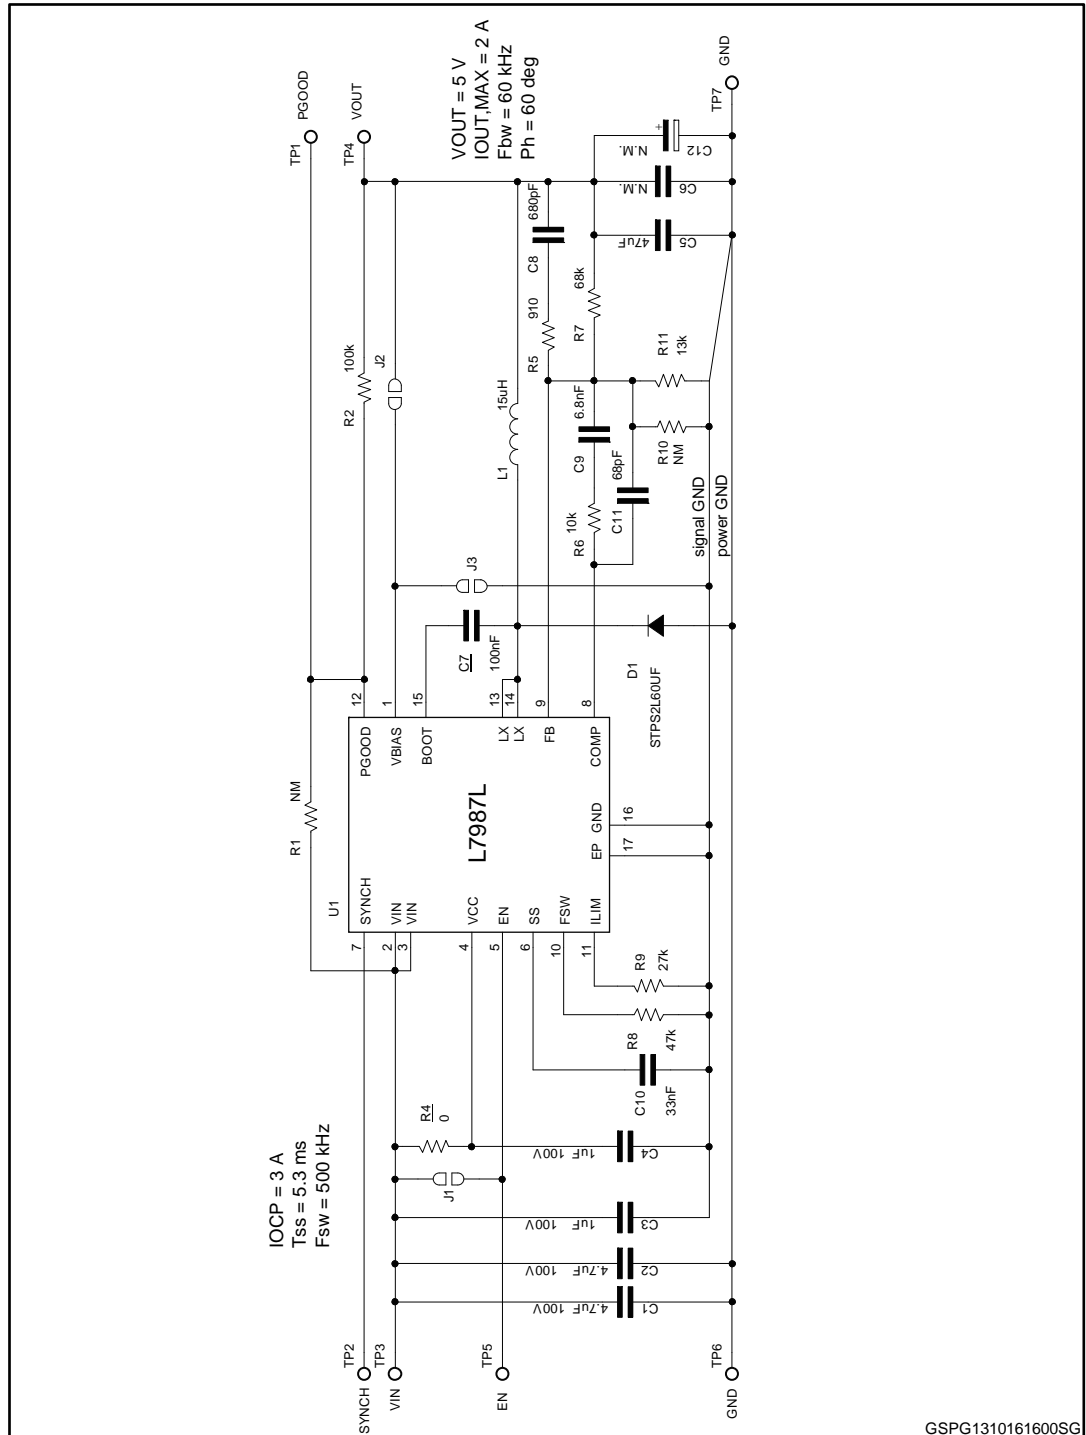 PGOOD
TP1
VOUT
TP4
VOUT = 5 V
IOUT,MAX = 2 A
Fbw = 60 kHz
Ph = 60 deg
GND
TP7
R2
100k
J2
L1
15uH
C8
680pF
R5
910
R7
68k
C12
N.M.
+
C6
N.M.
C5
47uF
R11
13k
R10
NM
C9
6.8nF
C11
68pF
R6
10k
signal GND
power GND
J3
C7
100nF
D1
STPS2L60UF
R1
NM
U1
L7987L
12
PGOOD
1
VBIAS
15
BOOT
13
LX
14
LX
9
FB
8
COMP
GND
16
EP
17
7
SYNCH
2
VIN
3
VIN
4
VCC
5
EN
6
SS
10
FSW
11
ILIM
R9
27k
R8
47k
C10
33nF
R4
0
J1
C4
1uF 100V
C3
1uF 100V
C2
4.7uF 100V
C1
4.7uF 100V
IOCP = 3 A
Tss = 5.3 ms
Fsw = 500 kHz
TP2
SYNCH
TP3
VIN
TP5
EN
TP6
GND
GSPG1310161600SG